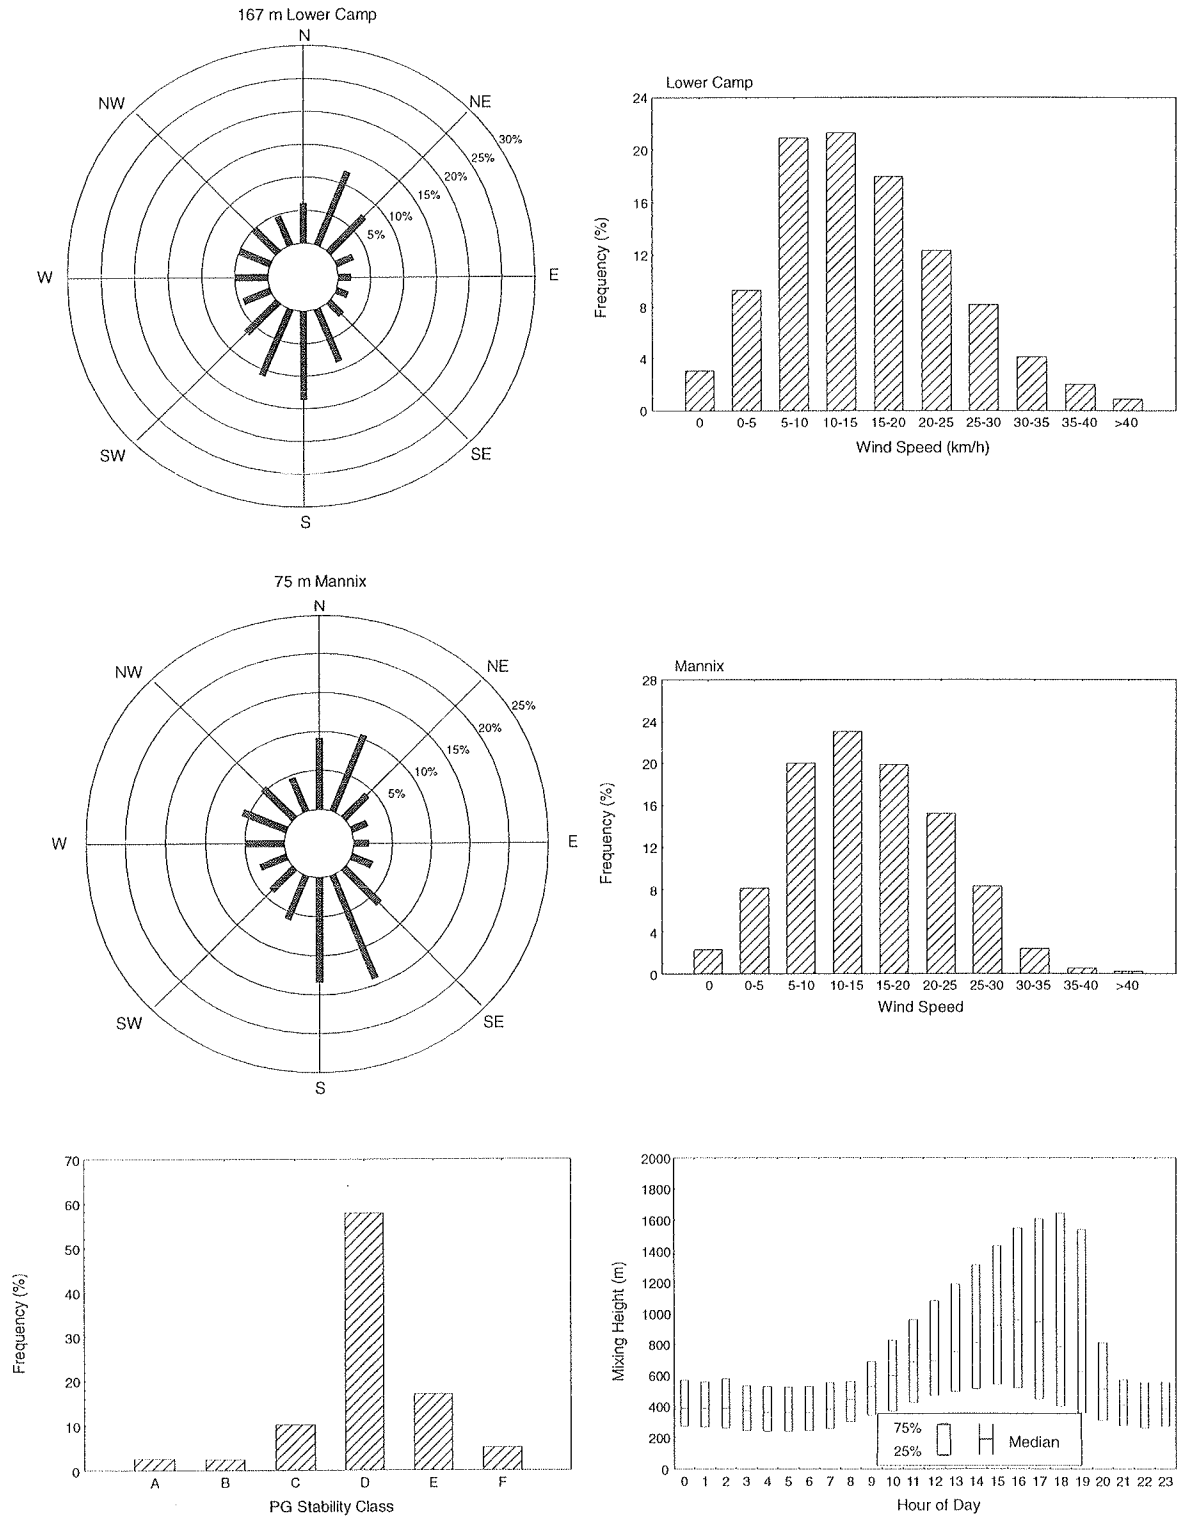 167 m Lower Camp
N
NW
NE
30%
25%
20%
15%
10%
5%
W
E
SW
SE
S
Lower Camp
24
20
16
12
8
4
0
Frequency (%)
0 0-5 5-10 10-15 15-20 20-25 25-30 30-35 35-40 >40
Wind Speed (km/h)
75 m Mannix
N
NW
NE
25%
20%
15%
10%
5%
W
E
SW
SE
S
Mannix
28
24
20
16
12
8
4
0
Frequency (%)
0 0-5 5-10 10-15 15-20 20-25 25-30 30-35 35-40 >40
Wind Speed
70
60
50
40
30
20
10
0
Frequency (%)
A B C D E F
PG Stability Class
2000
1800
1600
1400
1200
1000
800
600
400
200
0
Mixing Height (m)
75%
25%
Median
0 1 2 3 4 5 6 7 8 9 10 11 12 13 14 15 16 17 18 19 20 21 22 23
Hour of Day